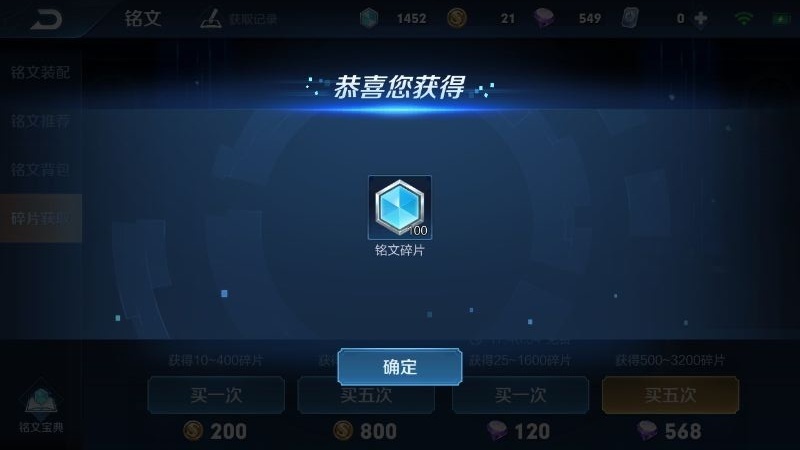 铭文
获取记录
1452
21
549
0
铭文装配
恭喜您获得
铭文推荐
铭文背包
碎片获取
100
铭文碎片
获得10~400碎片
获得25~1600碎片
获得500~3200碎片
确定
买一次
买五次
买一次
买五次
铭文宝典
200
800
120
568